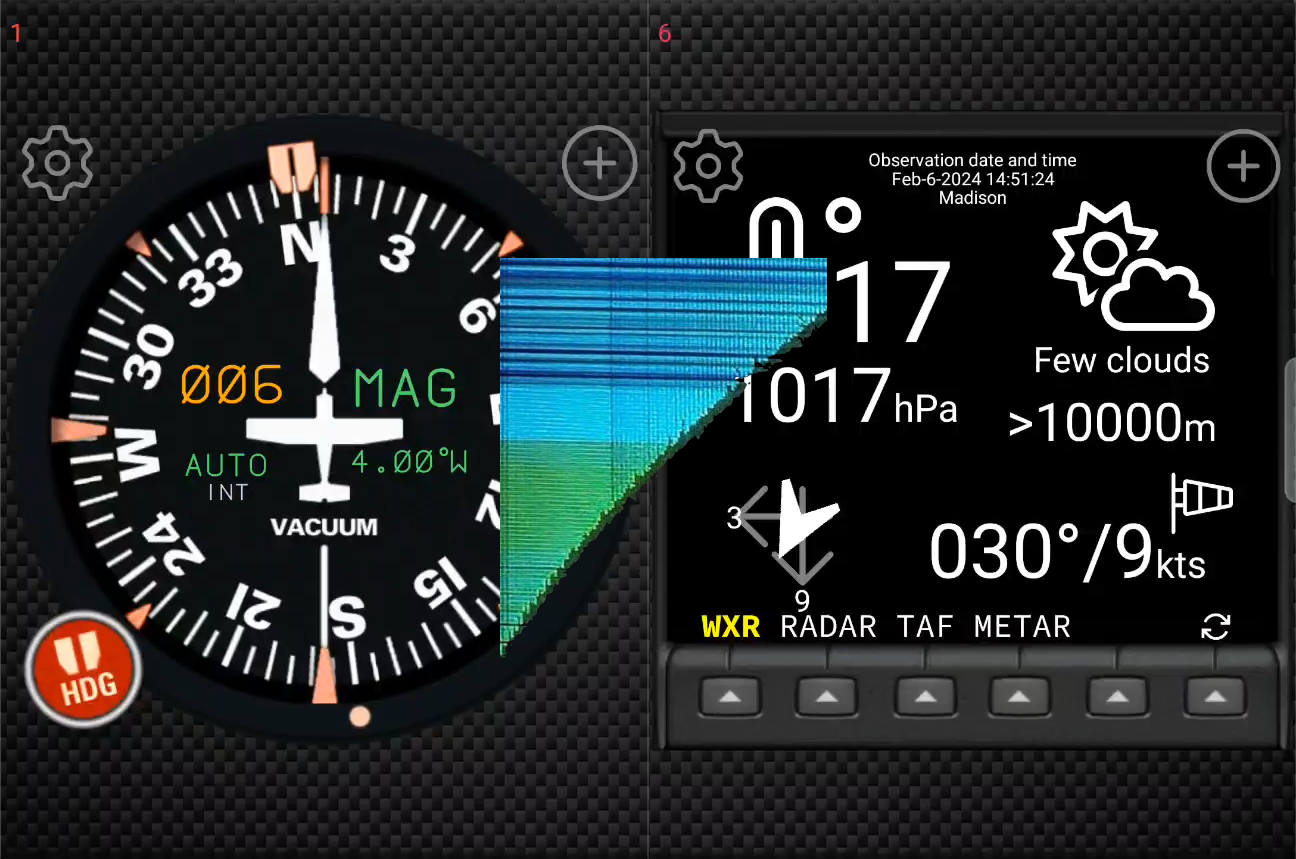 1
N
3
33
6
30
006
MAG
W
AUTO
4.00°W
INT
VACUUM
24
15
21
S
HDG
6
Observation date and time
Feb-6-2024 14:51:24
Madison
17
Few clouds
1017hPa
>10000m
3
030°/9kts
9
WXR RADAR TAF METAR